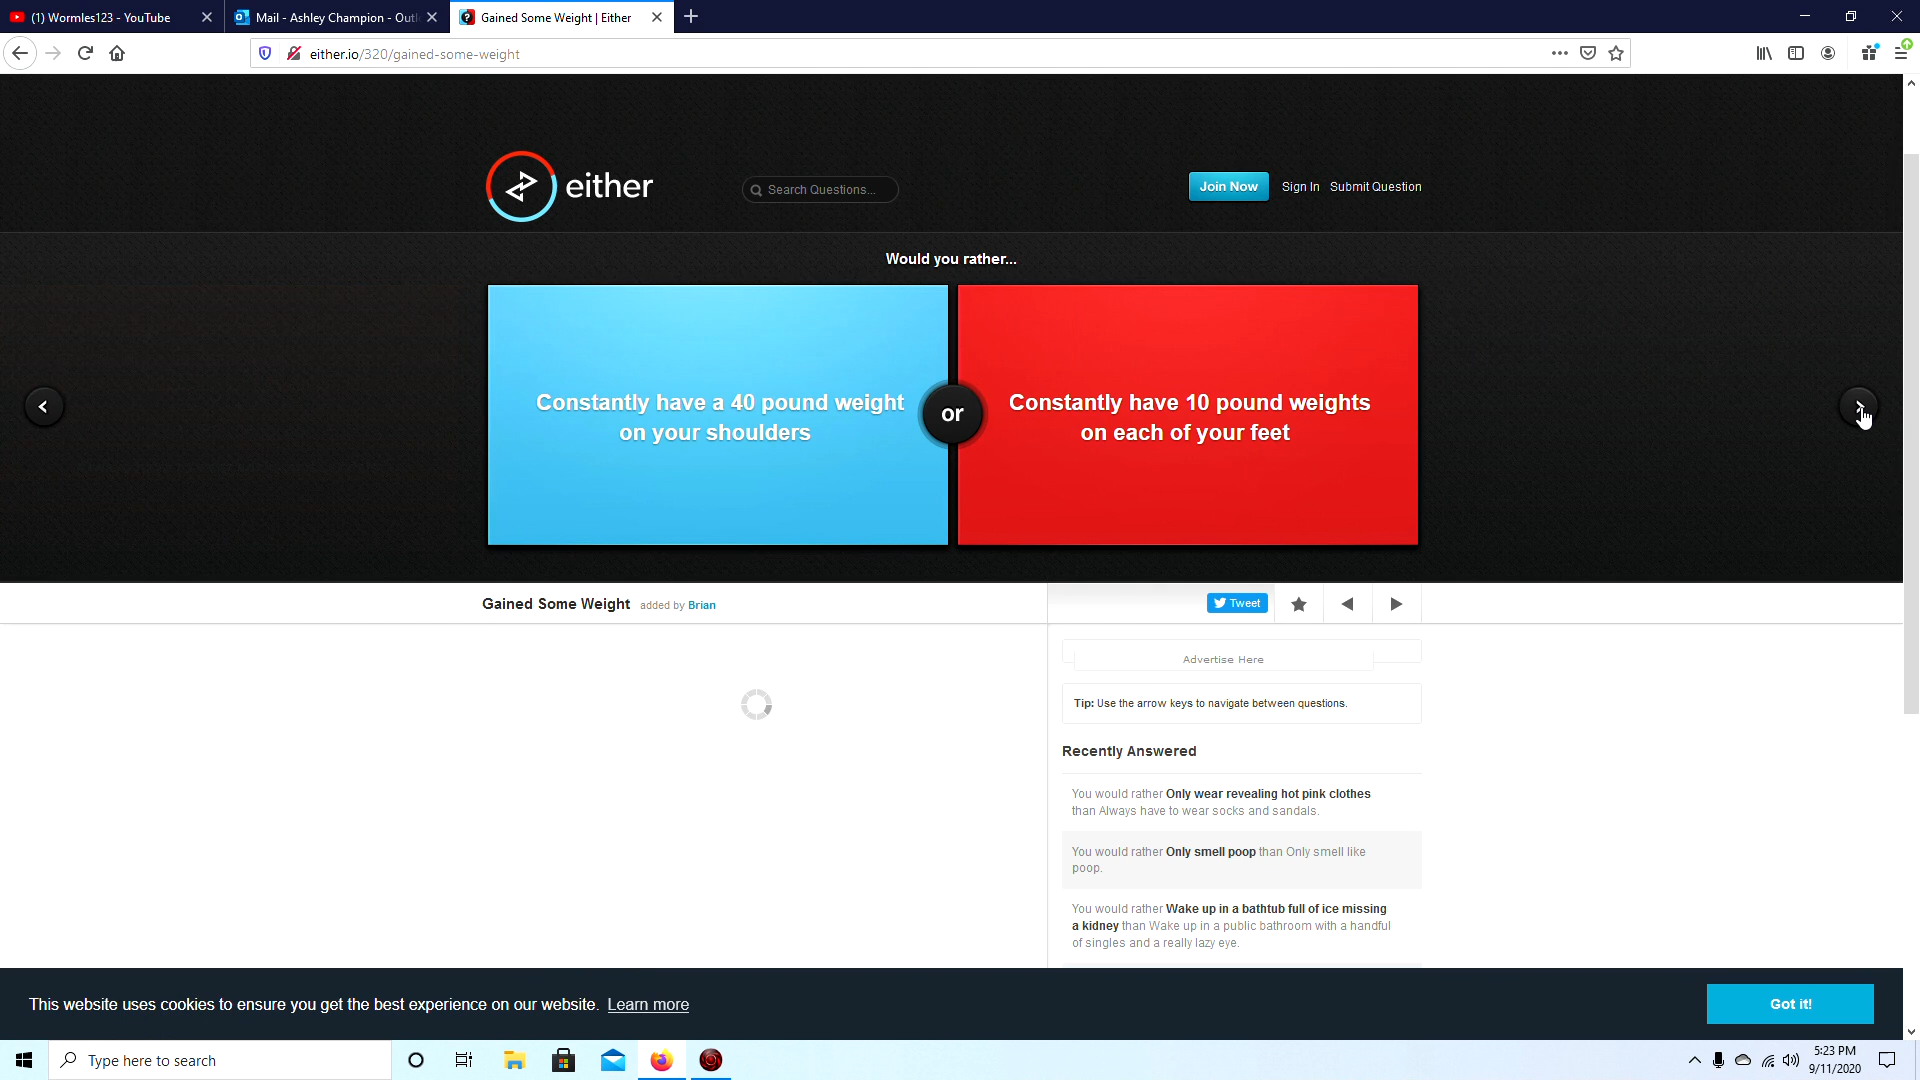 (1) Wormles123 - YouTube
Mail - Ashley Champion - Outl
Gained Some Weight | Either
either.io/320/gained-some-weight
either
Search Questions...
Join Now
Sign In
Submit Question
Would you rather...
Constantly have a 40 pound weight
on your shoulders
or
Constantly have 10 pound weights
on each of your feet
Gained Some Weight added by Brian
Tweet
Advertise Here
Tip: Use the arrow keys to navigate between questions.
Recently Answered
You would rather Only wear revealing hot pink clothes
than Always have to wear socks and sandals.
You would rather Only smell poop than Only smell like
poop.
You would rather Wake up in a bathtub full of ice missing
a kidney than Wake up in a public bathroom with a handful
of singles and a really lazy eye.
This website uses cookies to ensure you get the best experience on our website. Learn more
Got it!
Type here to search
5:23 PM
9/11/2020